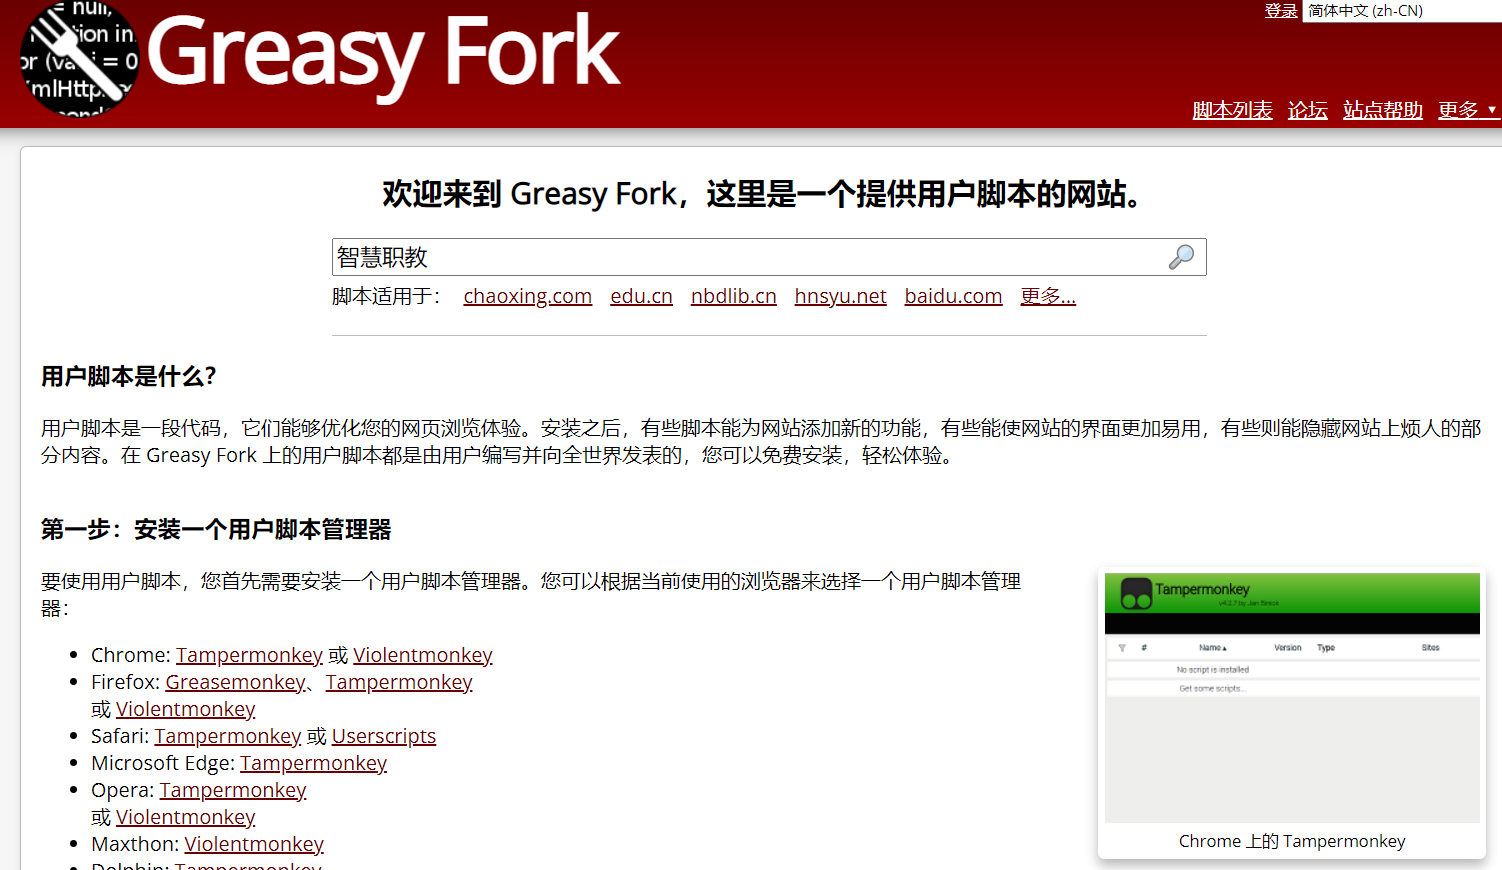 = null,
ion in
or (va i = 0
mlHttp
Greasy Fork
登录 简体中文 (zh-CN)
脚本列表 论坛 站点帮助 更多 ▼
欢迎来到 Greasy Fork，这里是一个提供用户脚本的网站。
智慧职教
脚本适用于： chaoxing.com edu.cn nbdlib.cn hnsyu.net baidu.com 更多...
用户脚本是什么？
用户脚本是一段代码，它们能够优化您的网页浏览体验。安装之后，有些脚本能为网站添加新的功能，有些能使网站的界面更加易用，有些则能隐藏网站上烦人的部
分内容。在 Greasy Fork 上的用户脚本都是由用户编写并向全世界发表的，您可以免费安装，轻松体验。
第一步：安装一个用户脚本管理器
要使用用户脚本，您首先需要安装一个用户脚本管理器。您可以根据当前使用的浏览器来选择一个用户脚本管理
器：
• Chrome: Tampermonkey 或 Violentmonkey
• Firefox: Greasemonkey、Tampermonkey
或 Violentmonkey
• Safari: Tampermonkey 或 Userscripts
• Microsoft Edge: Tampermonkey
• Opera: Tampermonkey
或 Violentmonkey
• Maxthon: Violentmonkey
• Dolphin: Tampermonkey
Tampermonkey
v4.2.7 by Jan Biniok
# Name▲ Version Type Sites
No script is installed
Get some scripts...
Chrome 上的 Tampermonkey